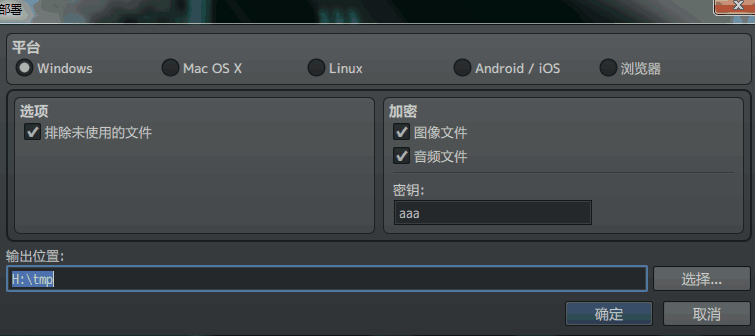 部署
平台
Windows
Mac OS X
Linux
Android / iOS
浏览器
选项
排除未使用的文件
加密
图像文件
音频文件
密钥:
aaa
输出位置:
H:\tmp
选择...
确定
取消